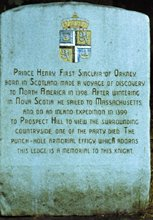 Prince Henry First Sinclair of Orkney
Born in Scotland made a voyage of discovery
to North America in 1398. After wintering
in Nova Scotia he sailed to Massachusetts
and on an inland expedition in 1399
to Prospect Hill to view the surrounding
countryside, one of the party died. The
punch-hole armorial effigy which adorns
this ledge is a memorial to this knight.